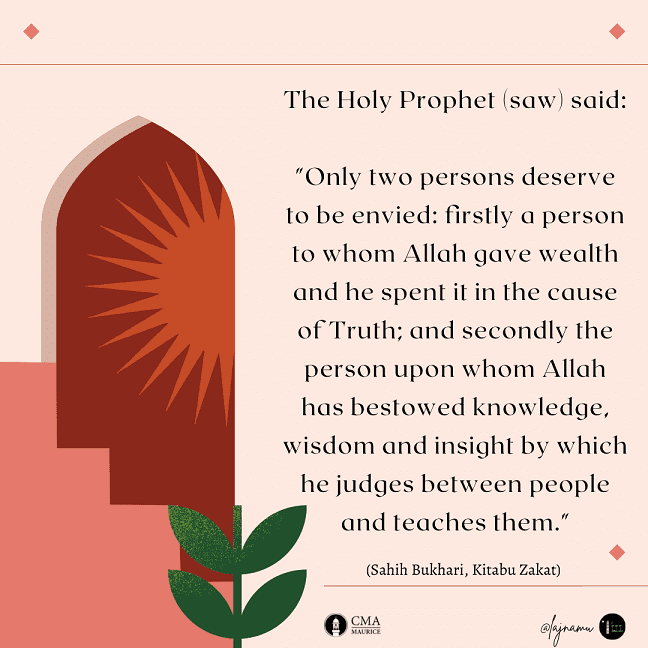 The Holy Prophet (saw) said:
"Only two persons deserve
to be envied: firstly a person
to whom Allah gave wealth
and he spent it in the cause
of Truth; and secondly the
person upon whom Allah
has bestowed knowledge,
wisdom and insight by which
he judges between people
and teaches them."
(Sahih Bukhari, Kitabu Zakat)
CMA
MAURICE
@lajnamu